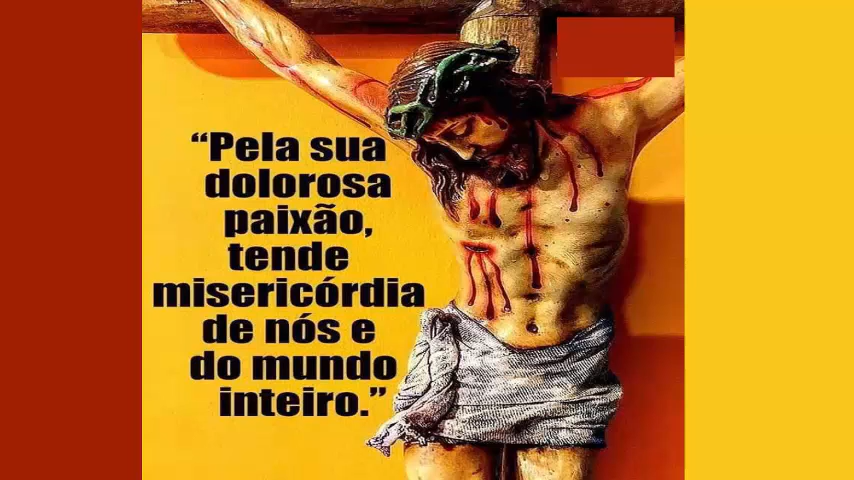 “Pela sua
dolorosa
paixão,
tende
misericórdia
de nós e
do mundo
inteiro.”